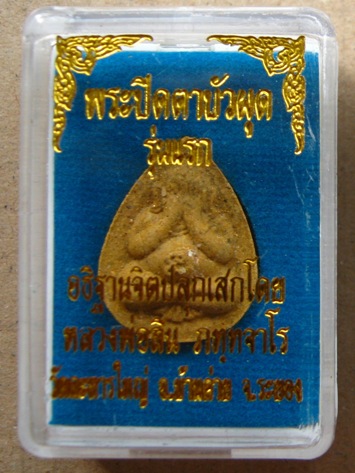 พระปิดตาบัวผุด
รุ่นแรก
อธิฐานจิตปลุกเสกโดย
หลวงพ่อสิน ภทฺทจาโร
วัดละหารใหญ่ อ.บ้านค่าย จ.ระยอง